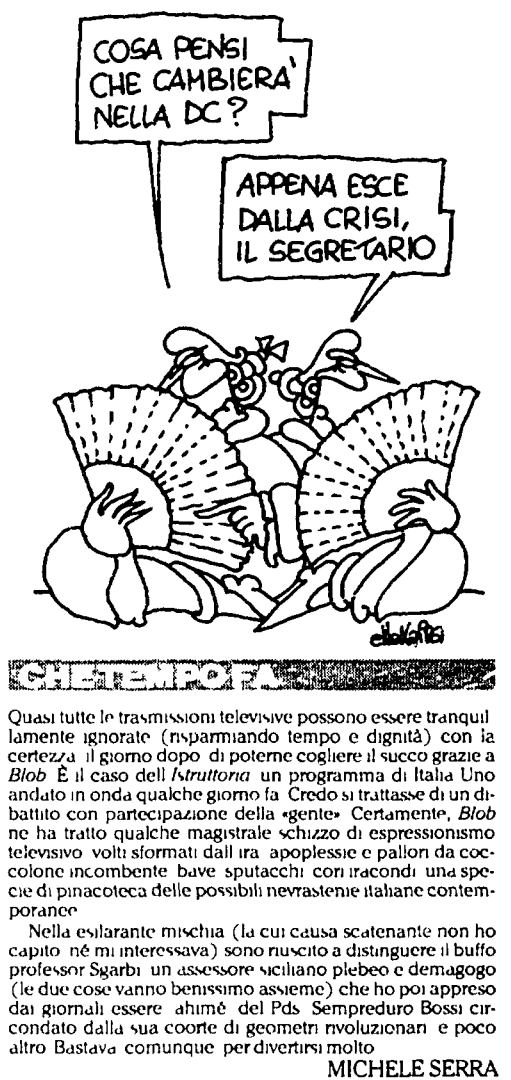 COSA PENSI
CHE CAMBIERA'
NELLA DC?
APPENA ESCE
DALLA CRISI,
IL SEGRETARIO
elleKappa
CHE TEMPO FA
Quasi tutte le trasmissioni televisive possono essere tranquil
lamente ignorate (risparmiando tempo e dignità) con la
certezza il giorno dopo di poterne cogliere il succo grazie a
Blob È il caso dell Istruttoria un programma di Italia Uno
andato in onda qualche giorno fa Credo si trattasse di un di-
battito con partecipazione della «gente» Certamente, Blob
ne ha tratto qualche magistrale schizzo di espressionismo
televisivo volti sformati dall ira apoplessie e pallori da coc-
colone incombente bave sputacchi cori iracondi una spe-
cie di pinacoteca delle possibili nevrastenie italiane contem-
poranee
Nella esilarante mischia (la cui causa scatenante non ho
capito né mi interessava) sono riuscito a distinguere il buffo
professor Sgarbi un assessore siciliano plebeo e demagogo
(le due cose vanno benissimo assieme) che ho poi appreso
dai giornali essere ahimé del Pds Sempreduro Bossi cir-
condato dalla sua coorte di geometri rivoluzionari e poco
altro Bastava comunque per divertirsi molto
MICHELE SERRA